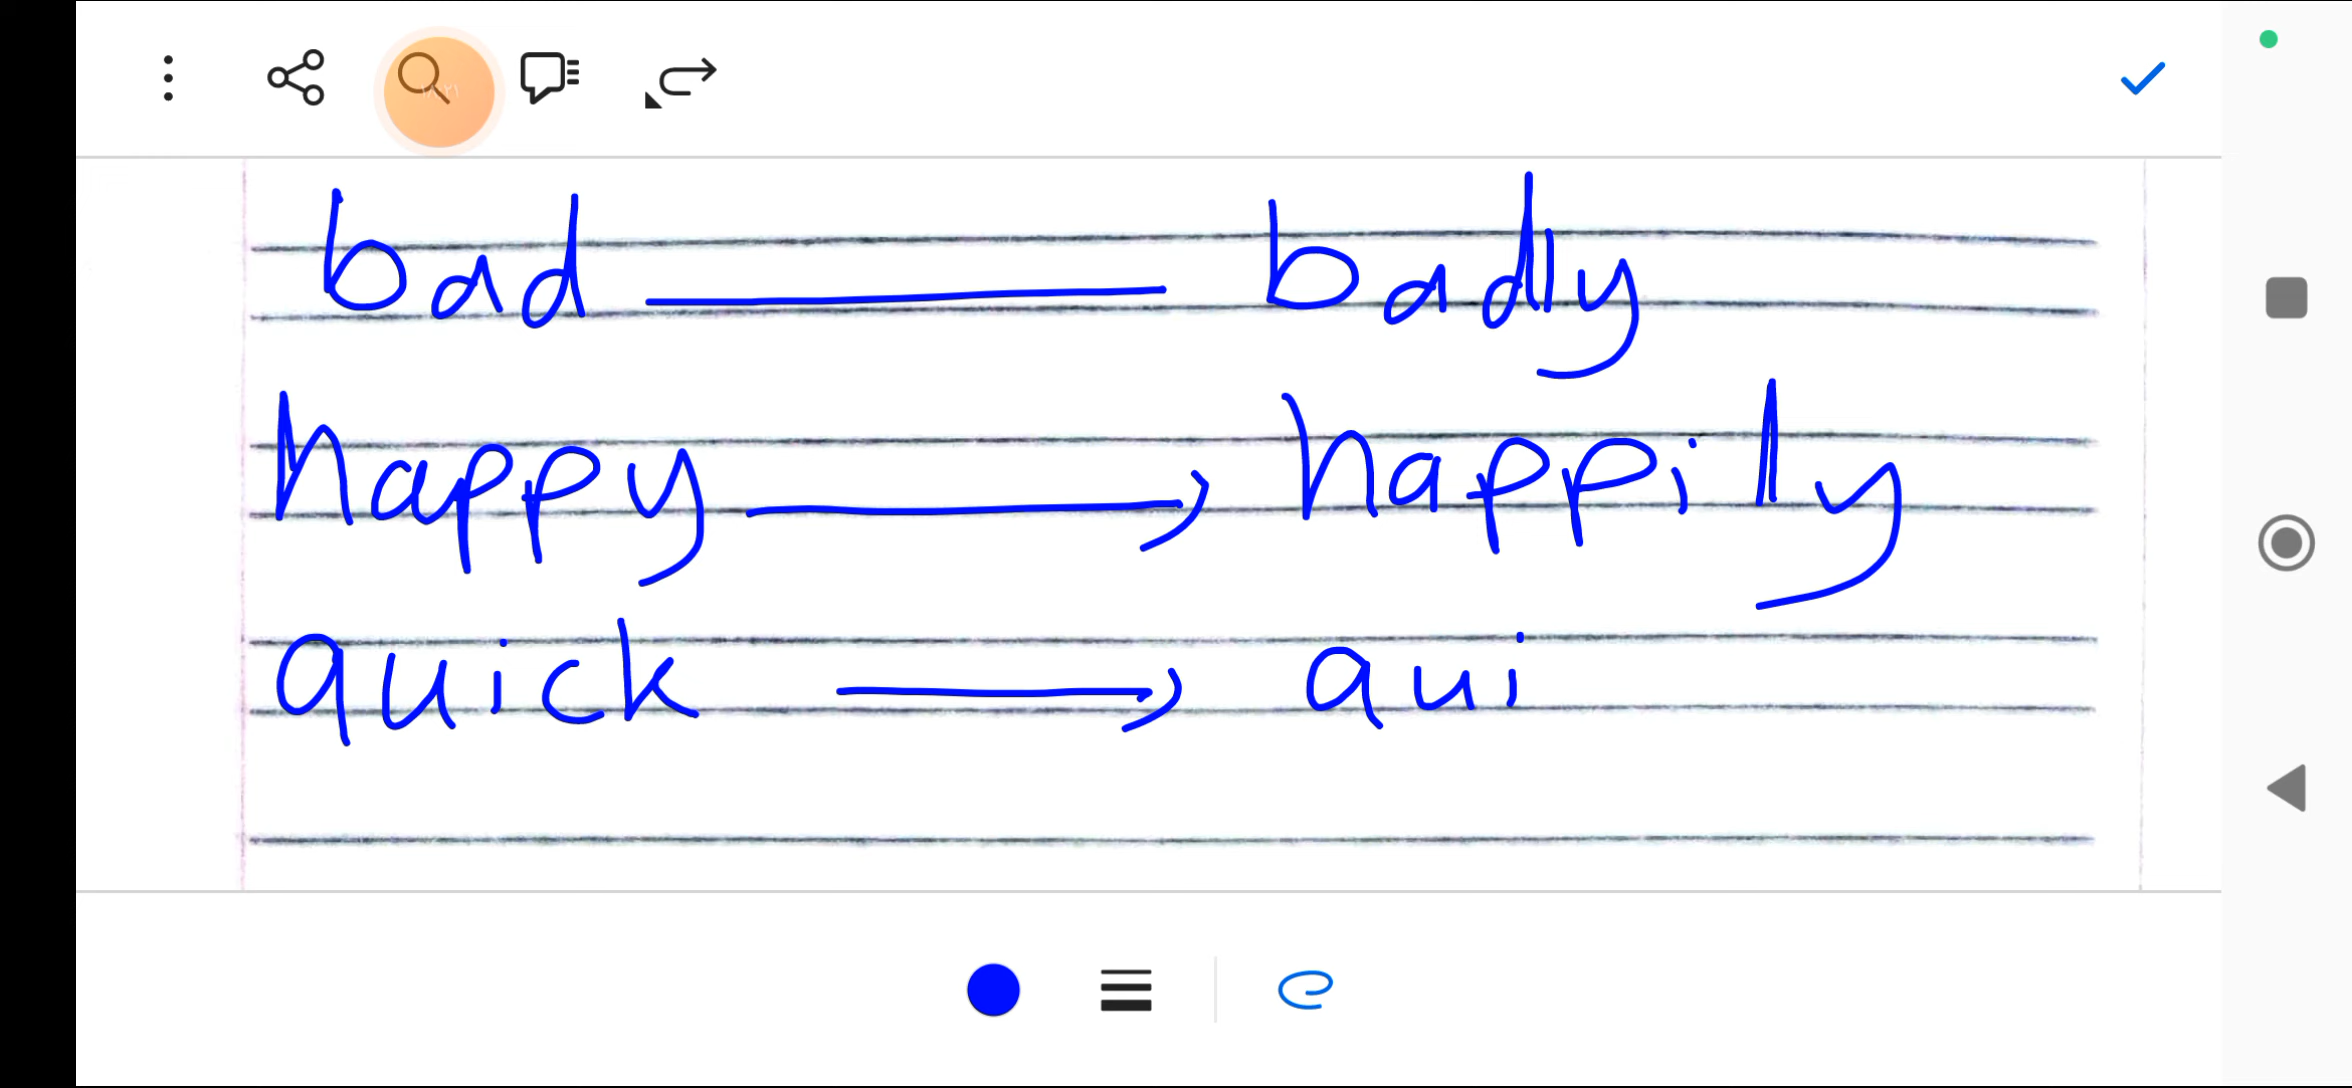 bad — badly
happy → happily
quick → qui